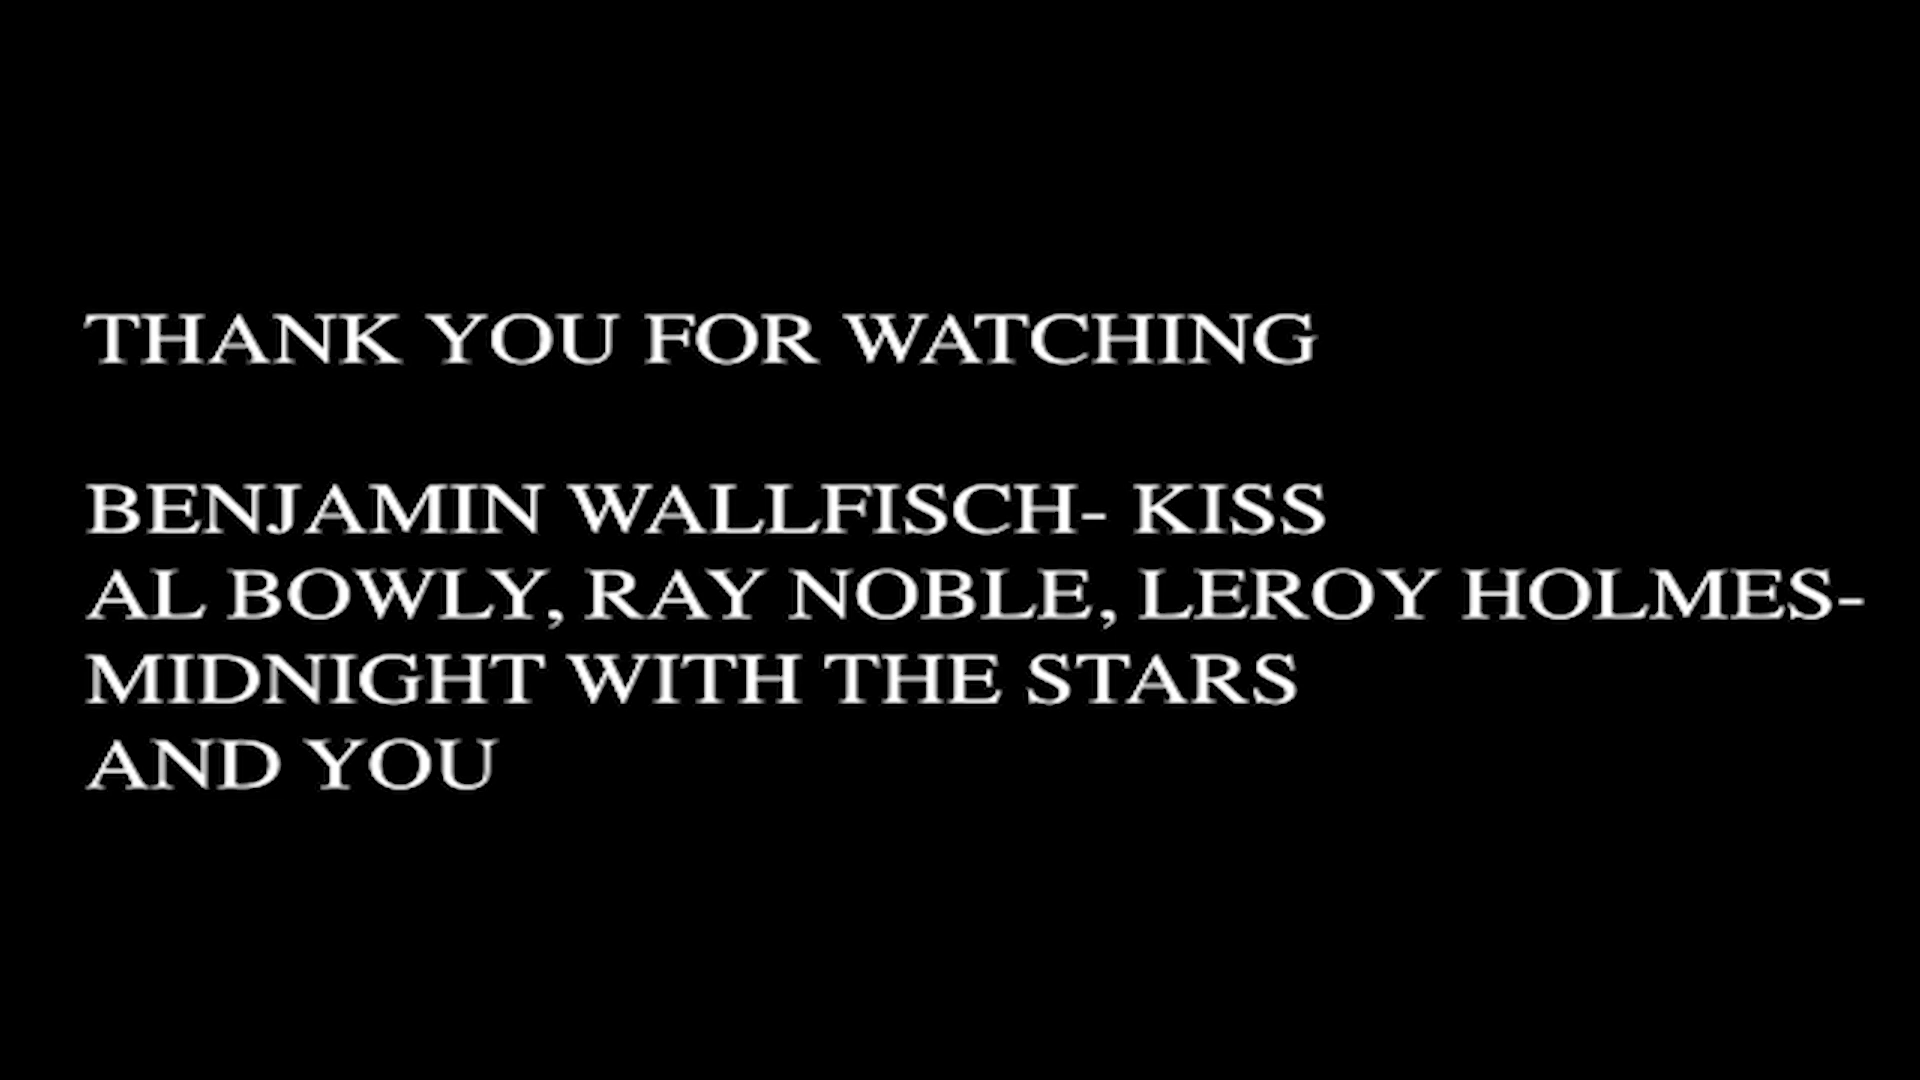 THANK YOU FOR WATCHING
BENJAMIN WALLFISCH- KISS
AL BOWLY, RAY NOBLE, LEROY HOLMES-
MIDNIGHT WITH THE STARS
AND YOU